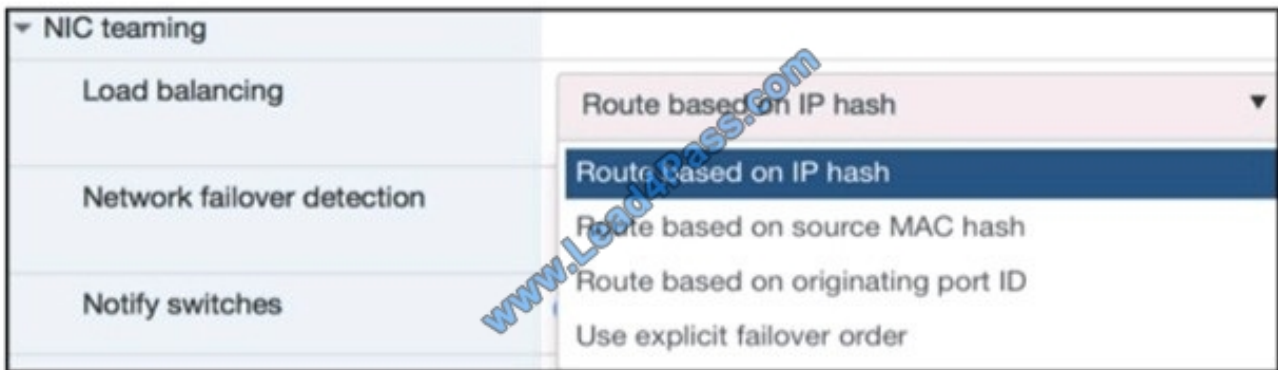 NIC teaming
Load balancing
Route based on IP hash
Route based on IP hash
Route based on source MAC hash
Network failover detection
Route based on originating port ID
Notify switches
Use explicit failover order
www.Lead4Pass.com